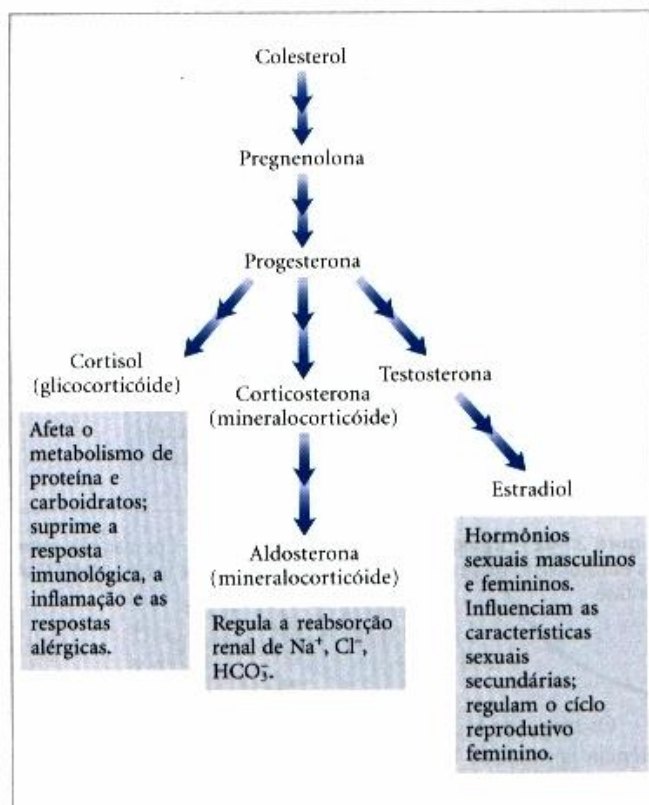 Colesterol
Pregnenolona
Progesterona
Cortisol
(glicocorticóide)
Afeta o
metabolismo de
proteína e
carboidratos;
suprime a
resposta
imunológica, a
inflamação e as
respostas
alérgicas.
Corticosterona
(mineralocorticóide)
Aldosterona
(mineralocorticóide)
Regula a reabsorção
renal de Na⁺, Cl⁻,
HCO₃⁻.
Testosterona
Estradiol
Hormônios
sexuais masculinos
e femininos.
Influenciam as
características
sexuais
secundárias;
regulam o cíclo
reprodutivo
feminino.